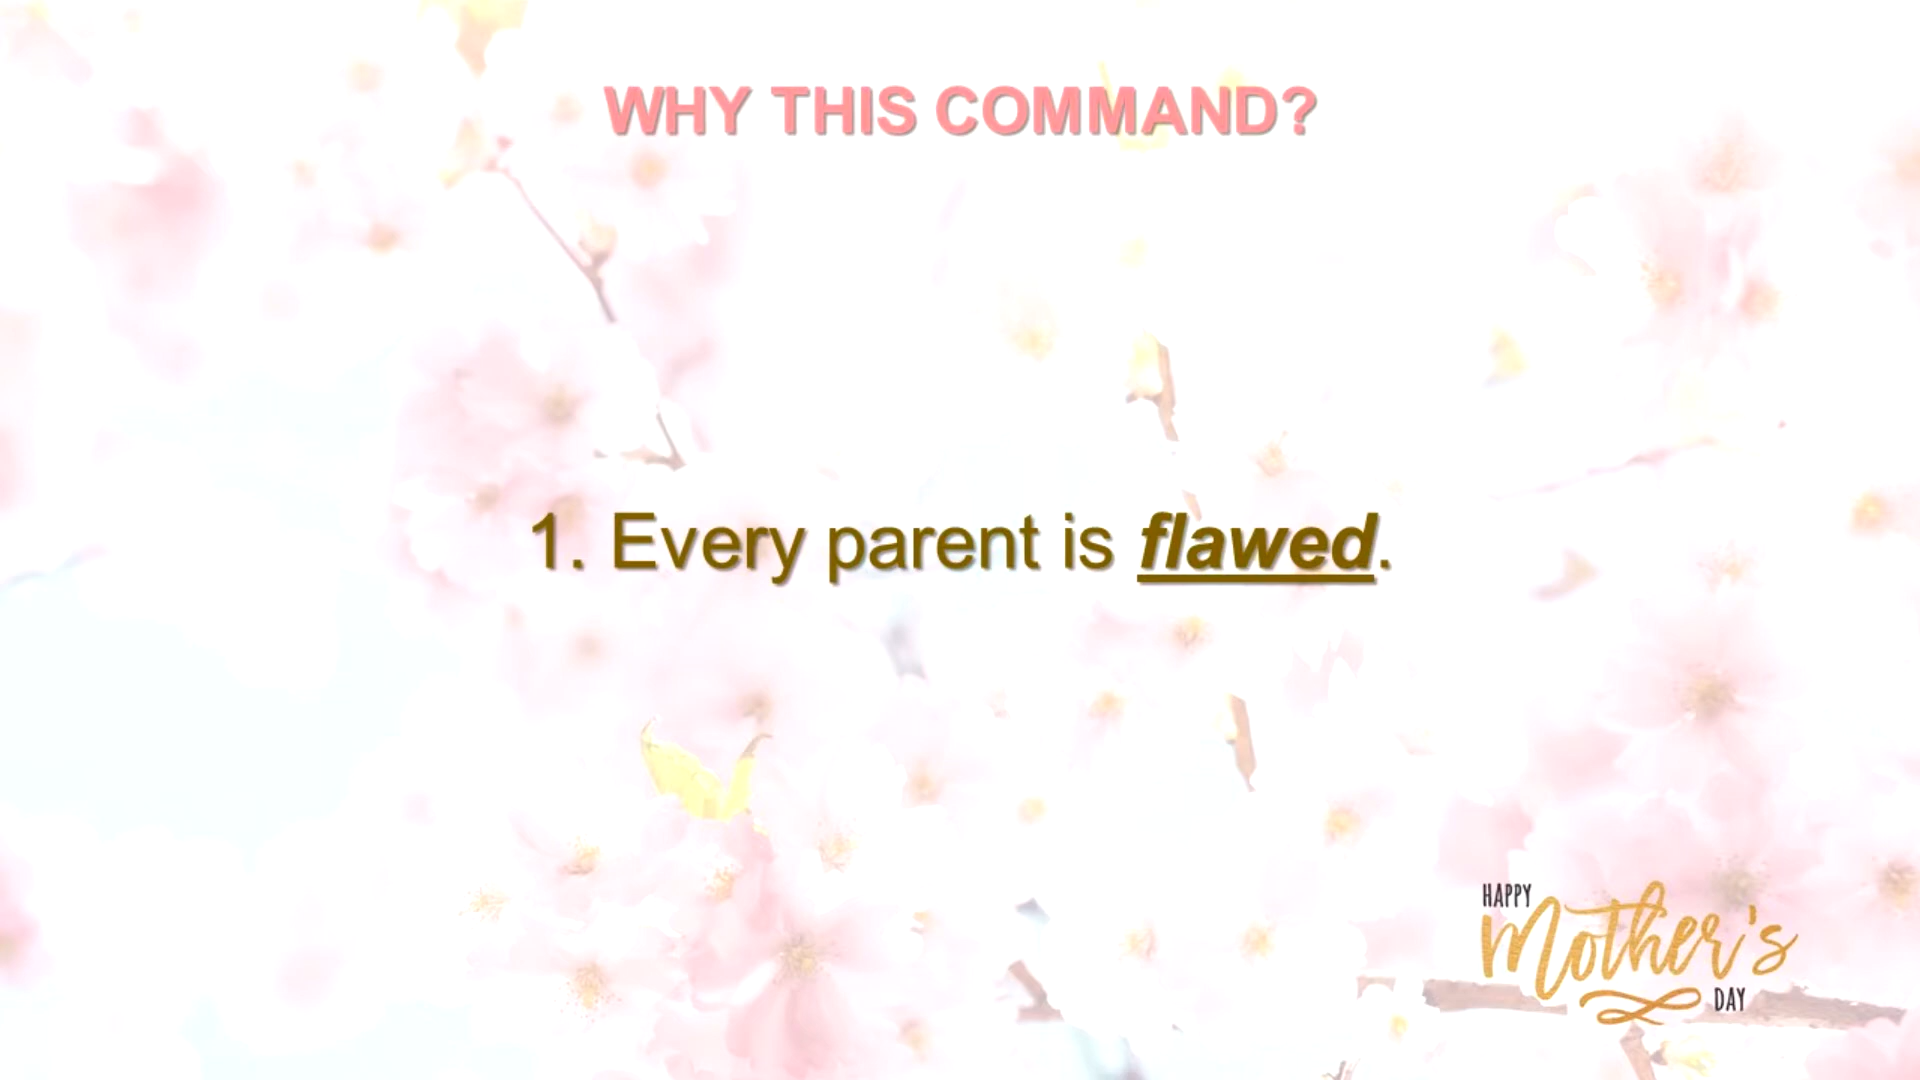 WHY THIS COMMAND?
1. Every parent is flawed.
HAPPY
Mother's
DAY